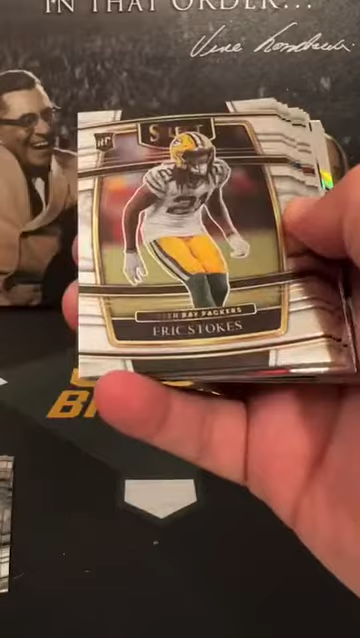 IN THAT ORDER...
Vince Lombardi
RC
SELECT
GREEN BAY PACKERS
ERIC STOKES